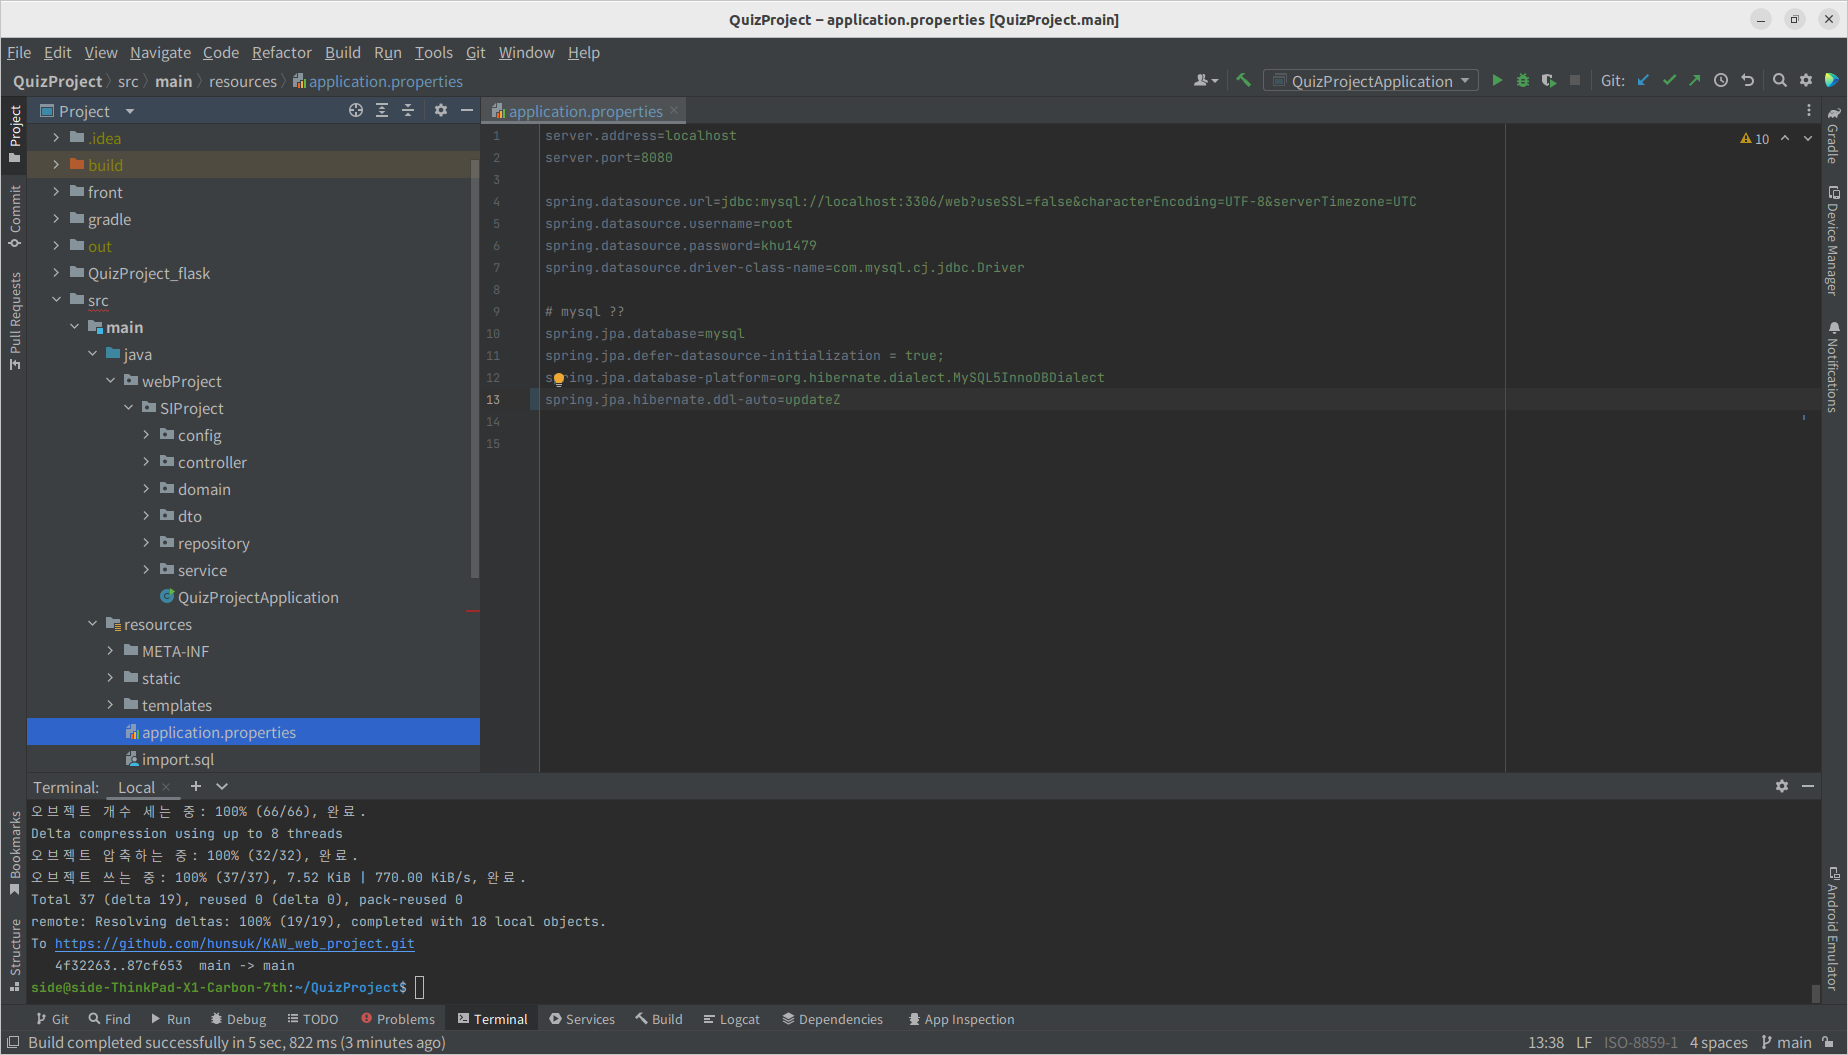 QuizProject – application.properties [QuizProject.main]
File Edit View Navigate Code Refactor Build Run Tools Git Window Help
QuizProject src main resources application.properties
QuizProjectApplication
Git:
Project
application.properties
10
.idea
build
front
gradle
out
QuizProject_flask
src
main
java
webProject
SIProject
config
controller
domain
dto
repository
service
QuizProjectApplication
resources
META-INF
static
templates
application.properties
import.sql
1 server.address=localhost
2 server.port=8080
3
4 spring.datasource.url=jdbc:mysql://localhost:3306/web?useSSL=false&characterEncoding=UTF-8&serverTimezone=UTC
5 spring.datasource.username=root
6 spring.datasource.password=khu1479
7 spring.datasource.driver-class-name=com.mysql.cj.jdbc.Driver
8
9 # mysql ??
10 spring.jpa.database=mysql
11 spring.jpa.defer-datasource-initialization = true;
12 spring.jpa.database-platform=org.hibernate.dialect.MySQL5InnoDBDialect
13 spring.jpa.hibernate.ddl-auto=updateZ
14
15
Project
Commit
Pull Requests
Bookmarks
Structure
Gradle
Device Manager
Notifications
Android Emulator
Terminal: Local
오브젝트 개수 세는 중: 100% (66/66), 완료.
Delta compression using up to 8 threads
오브젝트 압축하는 중: 100% (32/32), 완료.
오브젝트 쓰는 중: 100% (37/37), 7.52 KiB | 770.00 KiB/s, 완료.
Total 37 (delta 19), reused 0 (delta 0), pack-reused 0
remote: Resolving deltas: 100% (19/19), completed with 18 local objects.
To https://github.com/hunsuk/KAW_web_project.git
4f32263..87cf653 main -> main
side@side-ThinkPad-X1-Carbon-7th:~/QuizProject$
Git Find Run Debug TODO Problems Terminal Services Build Logcat Dependencies App Inspection
Build completed successfully in 5 sec, 822 ms (3 minutes ago)
13:38 LF ISO-8859-1 4 spaces main